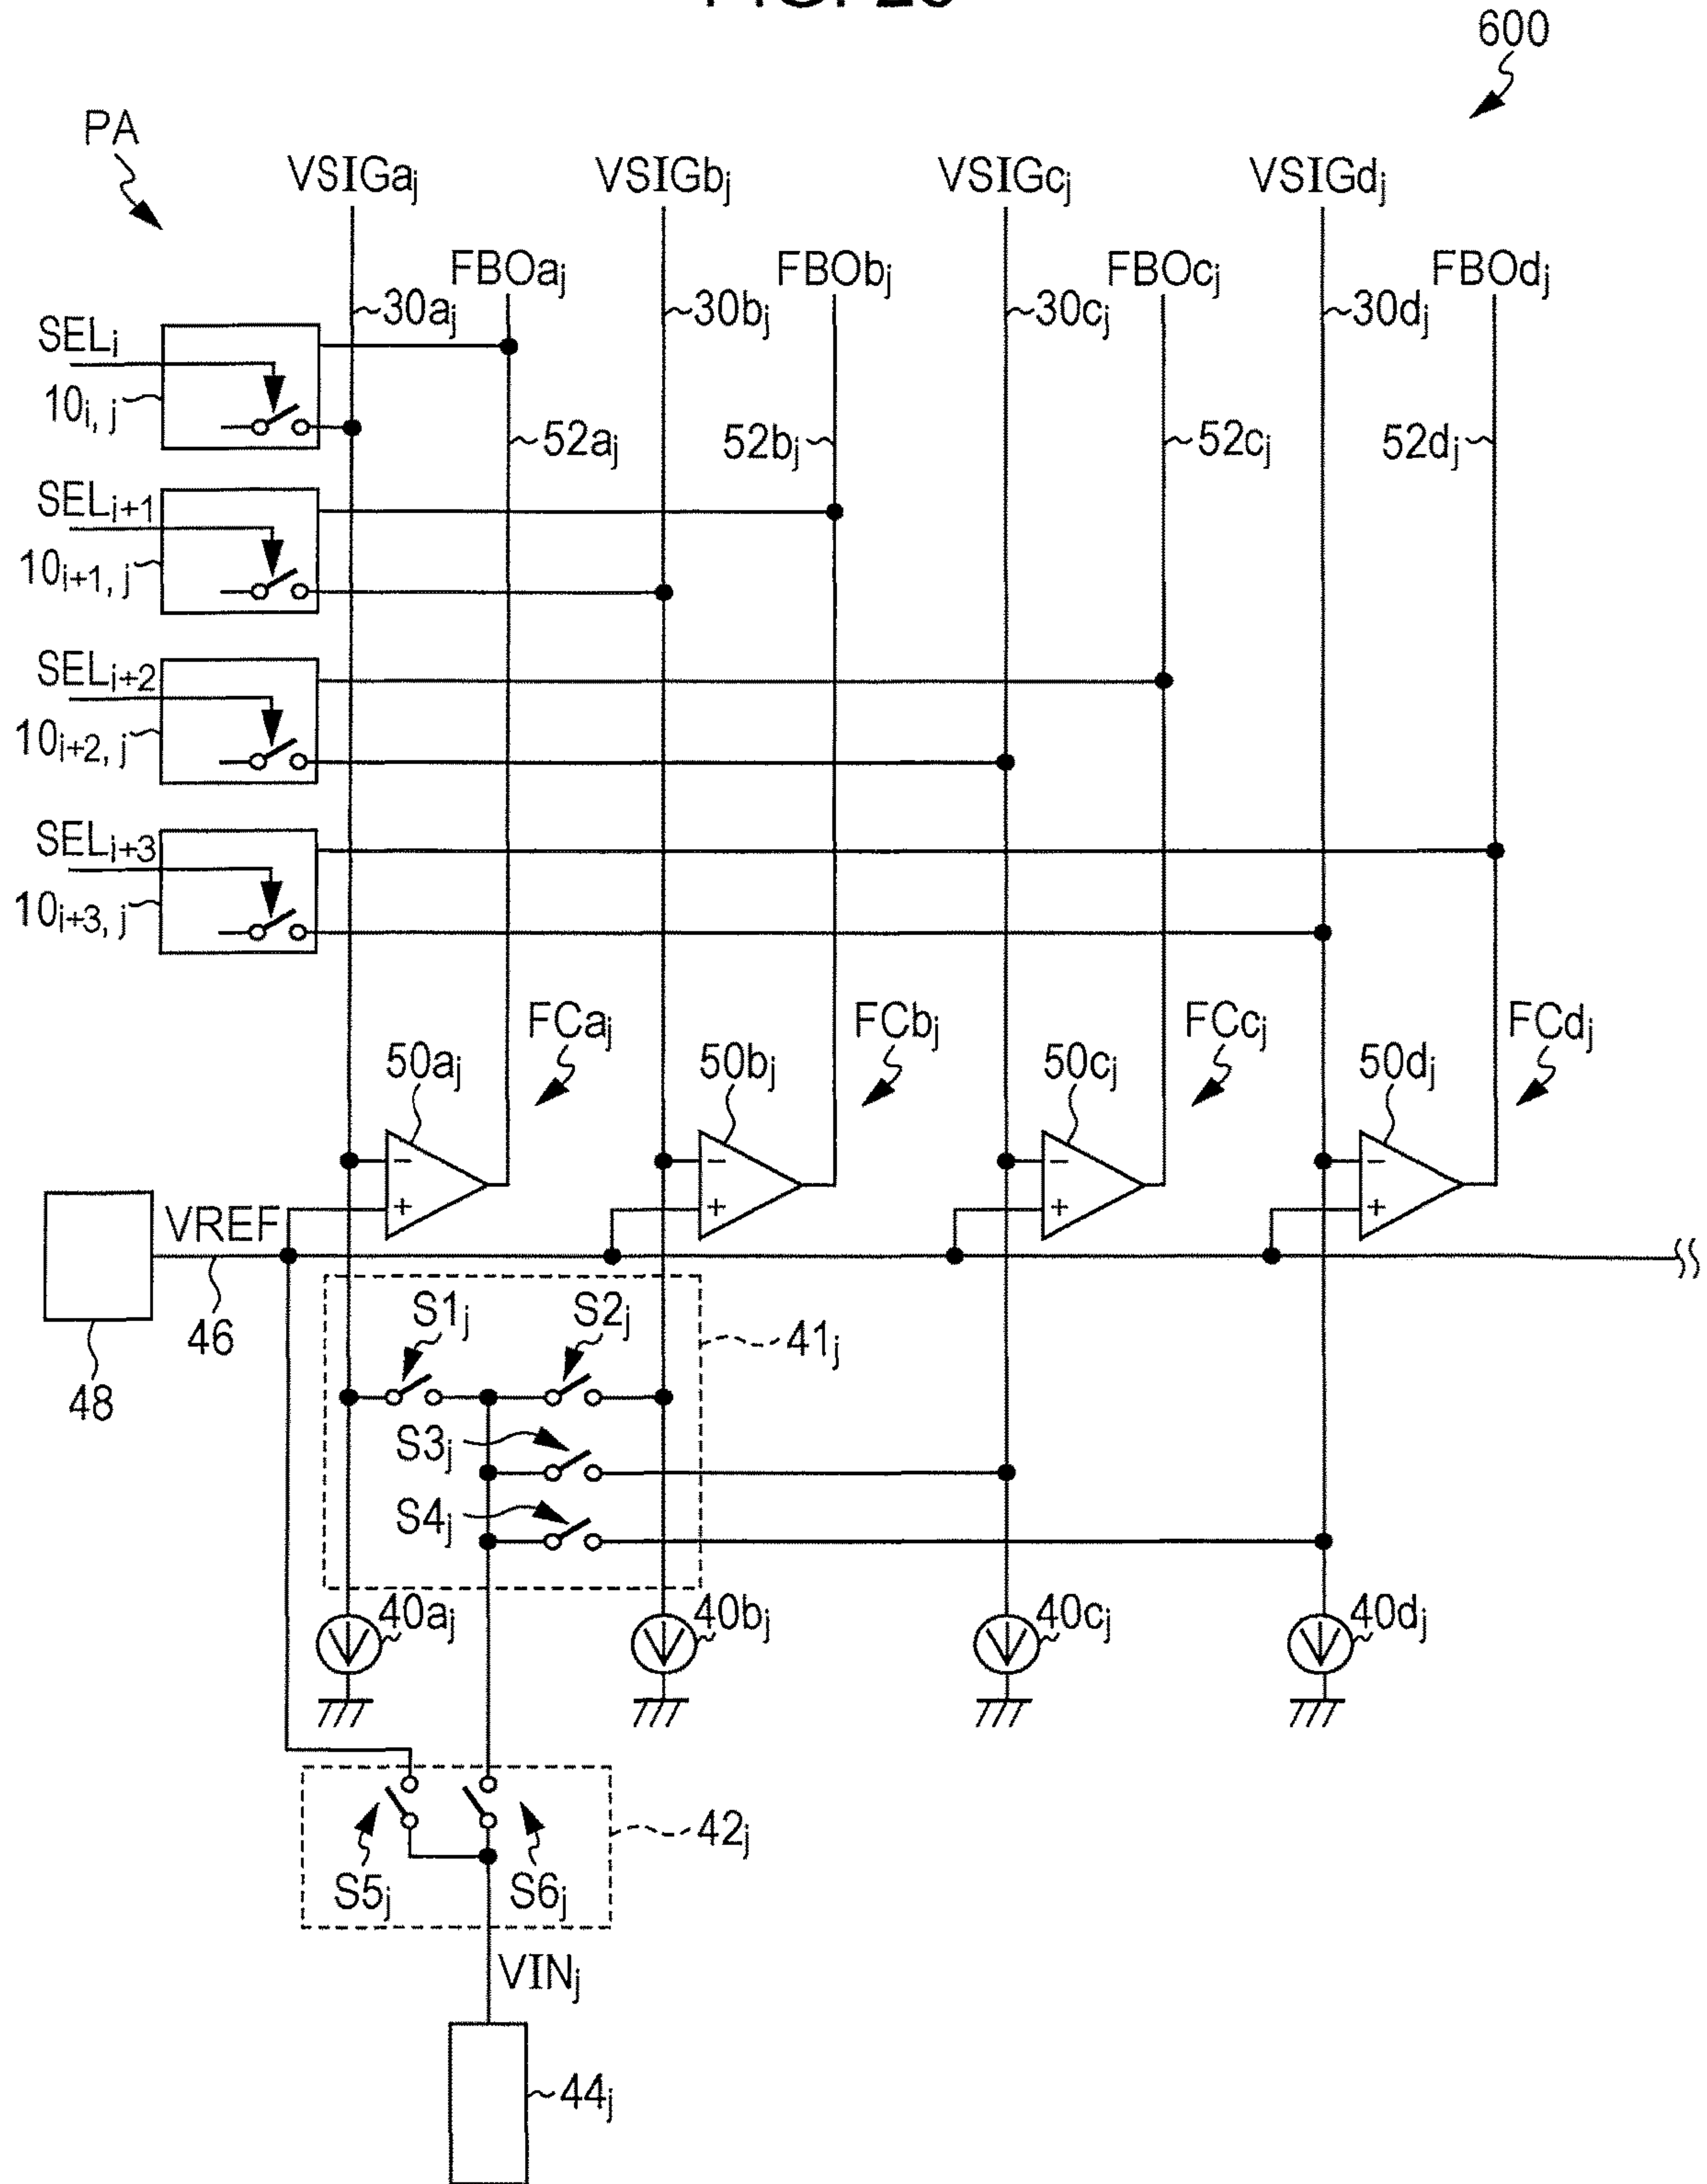 600
PA
VSIGaj VSIGbj VSIGcj VSIGdj
FBOaj FBObj FBOcj FBOdj
30aj 30bj 30cj 30dj
SELi
10i, j
52aj 52bj 52cj 52dj
SELi+1
10i+1, j
SELi+2
10i+2, j
SELi+3
10i+3, j
FCaj FCbj FCcj FCdj
50aj 50bj 50cj 50dj
− − − −
+ + + +
VREF
46
48
S1j S2j
41j
S3j
S4j
40aj 40bj 40cj 40dj
42j
S5j S6j
VINj
44j